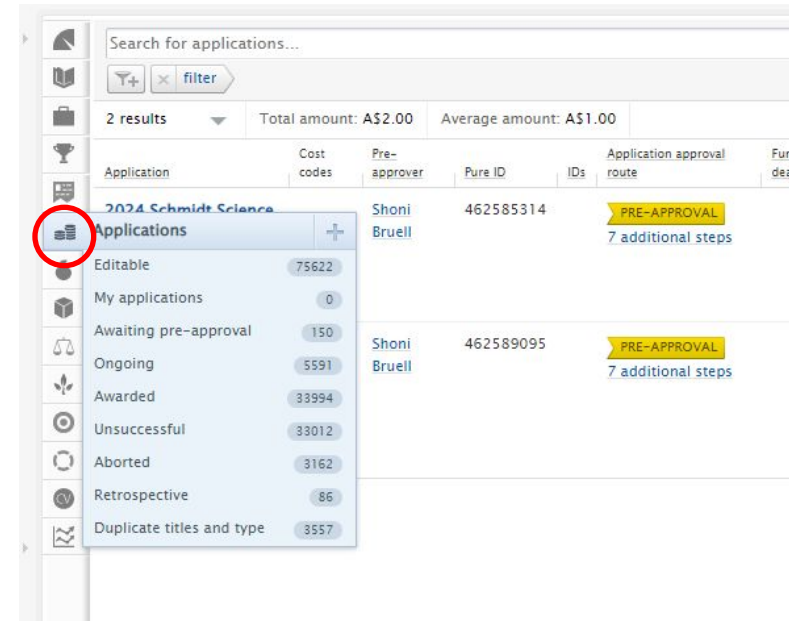 Search for applications...
filter
2 results Total amount: A$2.00 Average amount: A$1.00
Application Cost codes Pre-approver Pure ID IDs Application approval route
2024 Schmidt Science Shoni Bruell 462585314 PRE-APPROVAL
7 additional steps
Applications
Editable 75622
My applications 0
Awaiting pre-approval 150
Ongoing 5591
Awarded 33994
Unsuccessful 33012
Aborted 3162
Retrospective 86
Duplicate titles and type 3557
Shoni Bruell 462589095 PRE-APPROVAL
7 additional steps
CV